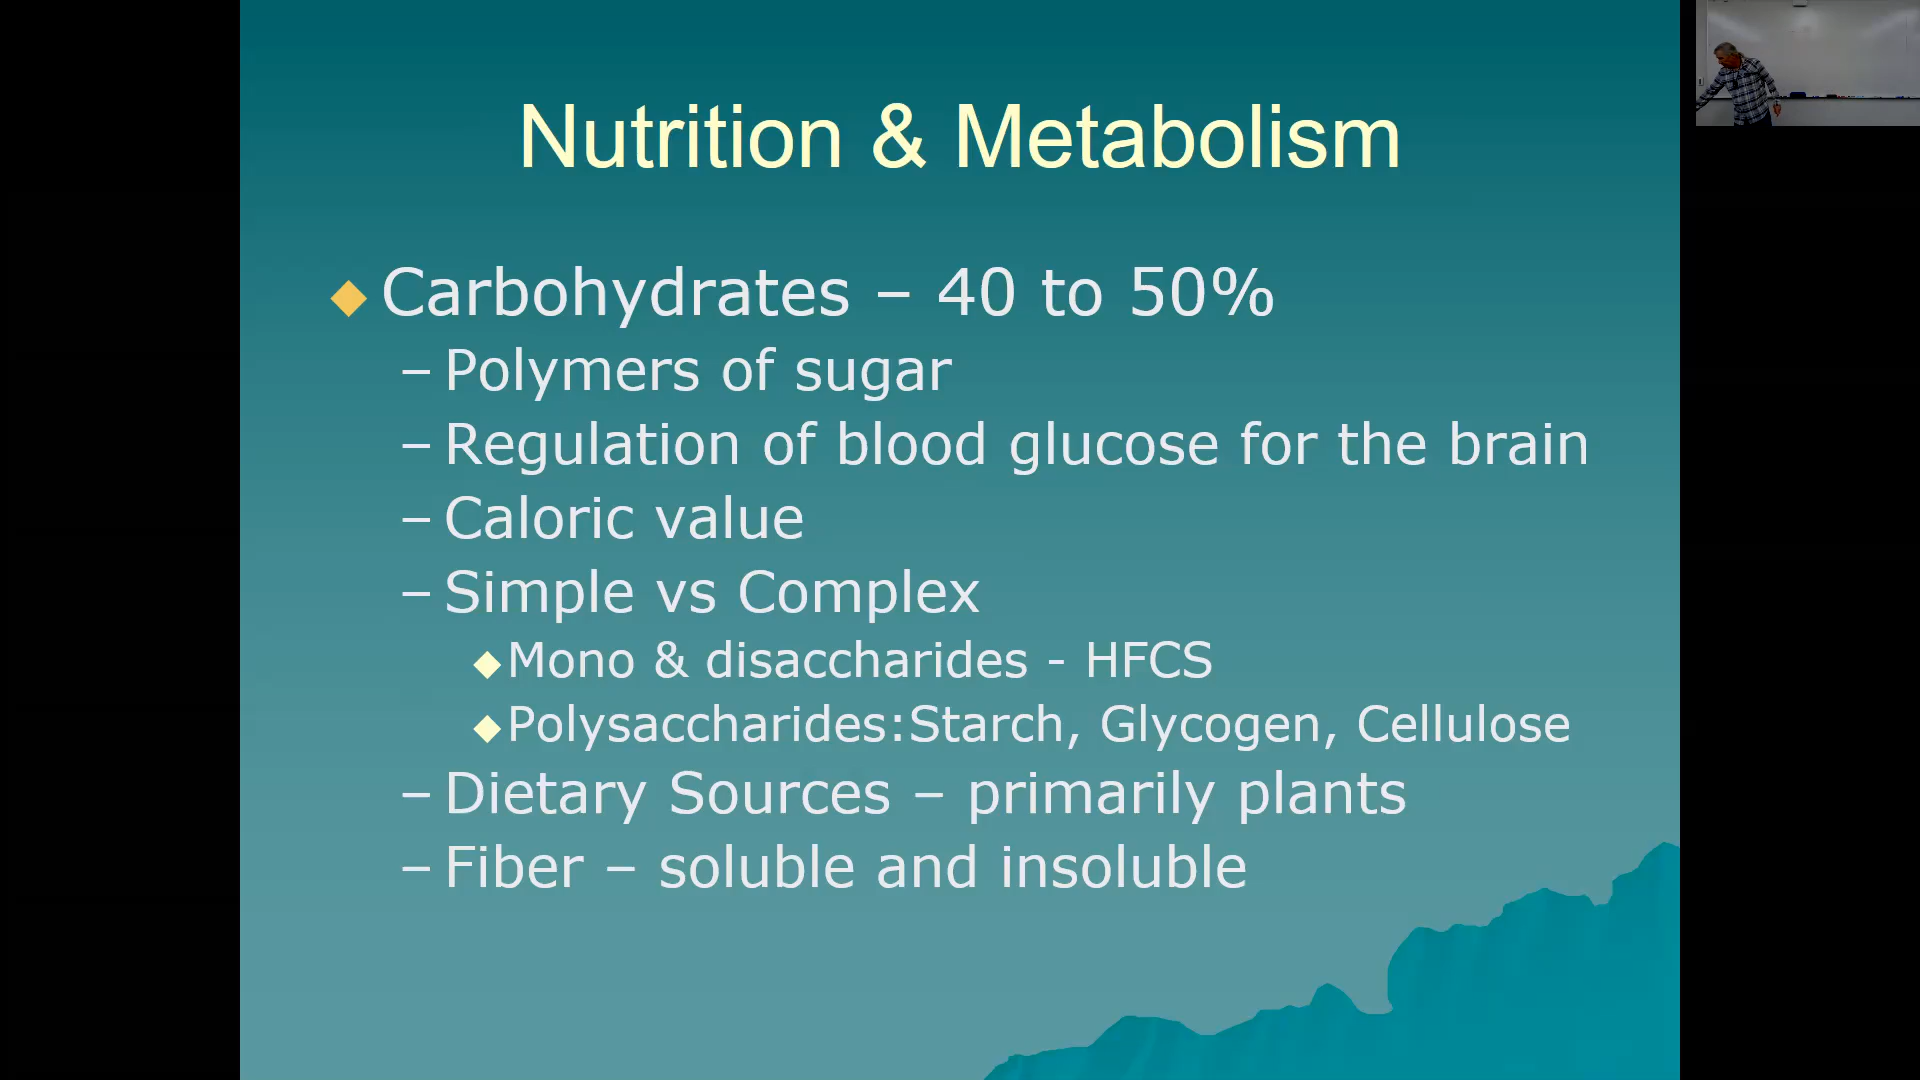 Nutrition & Metabolism
Carbohydrates – 40 to 50%
– Polymers of sugar
– Regulation of blood glucose for the brain
– Caloric value
– Simple vs Complex
Mono & disaccharides - HFCS
Polysaccharides:Starch, Glycogen, Cellulose
– Dietary Sources – primarily plants
– Fiber – soluble and insoluble